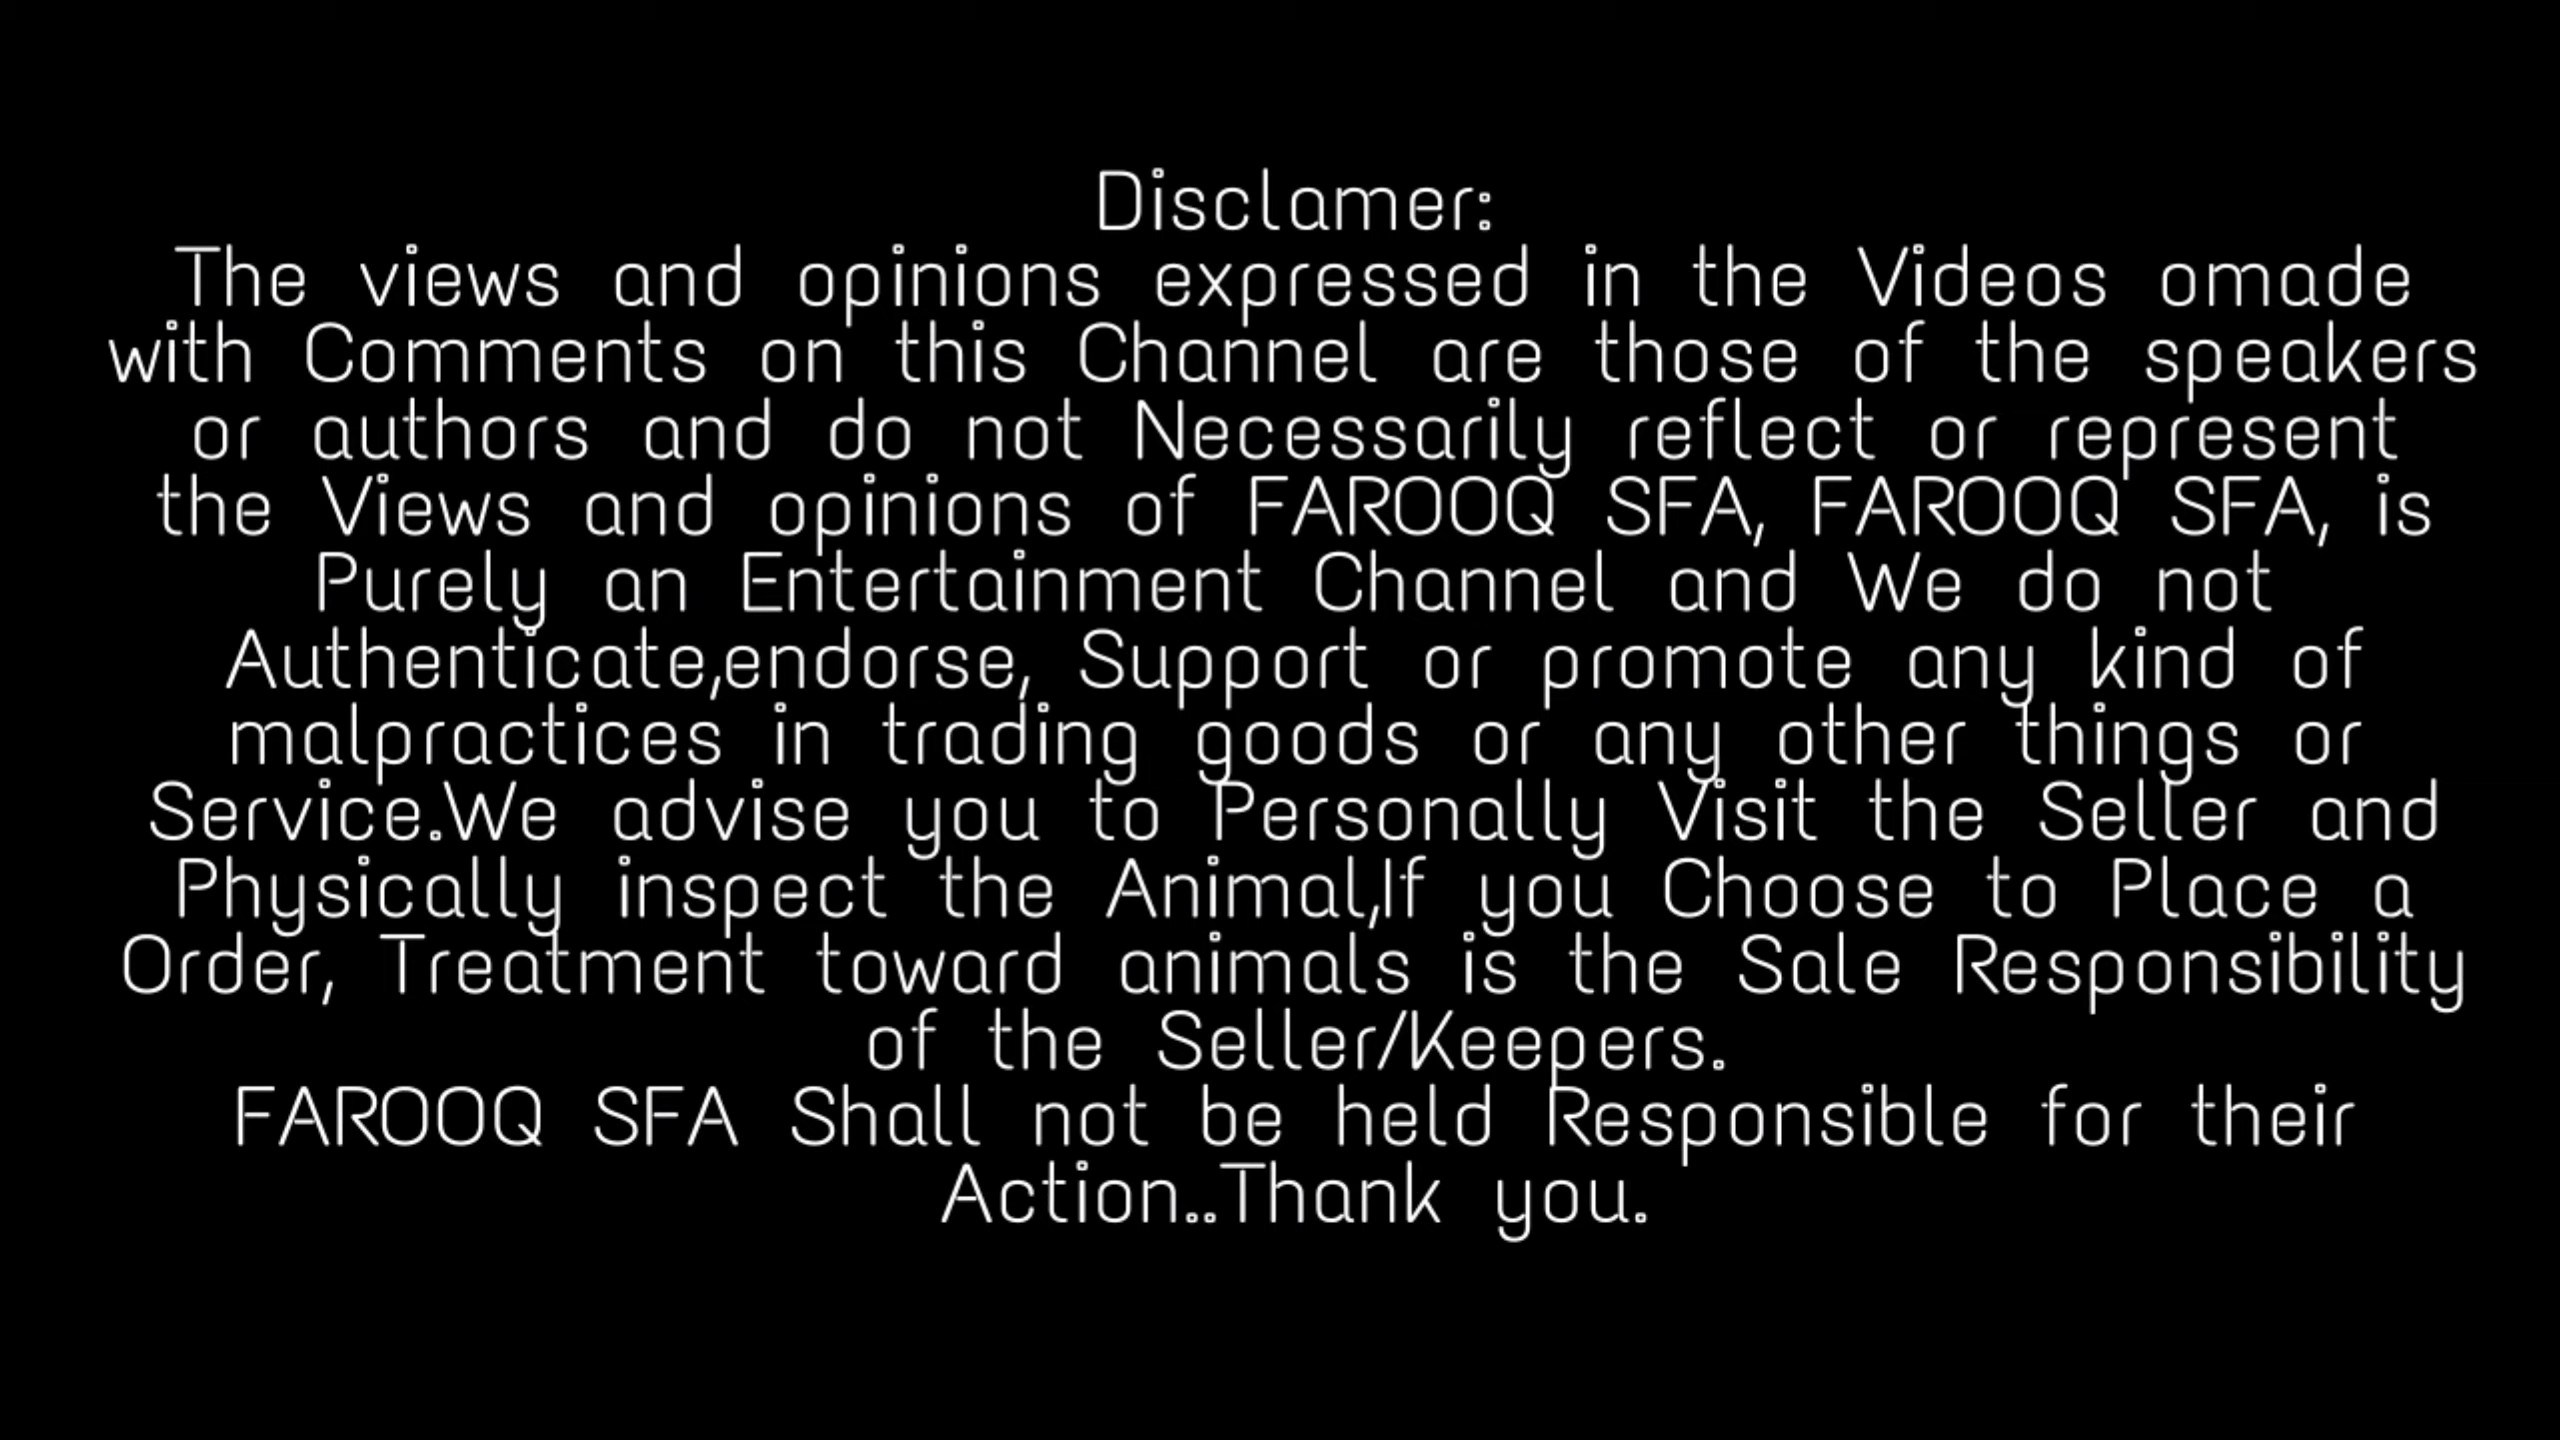 Disclamer:
The views and opinions expressed in the Videos omade
with Comments on this Channel are those of the speakers
or authors and do not Necessarily reflect or represent
the Views and opinions of FAROOQ SFA, FAROOQ SFA, is
Purely an Entertainment Channel and We do not
Authenticate,endorse, Support or promote any kind of
malpractices in trading goods or any other things or
Service.We advise you to Personally Visit the Seller and
Physically inspect the Animal,If you Choose to Place a
Order, Treatment toward animals is the Sale Responsibility
of the Seller/Keepers.
FAROOQ SFA Shall not be held Responsible for their
Action..Thank you.